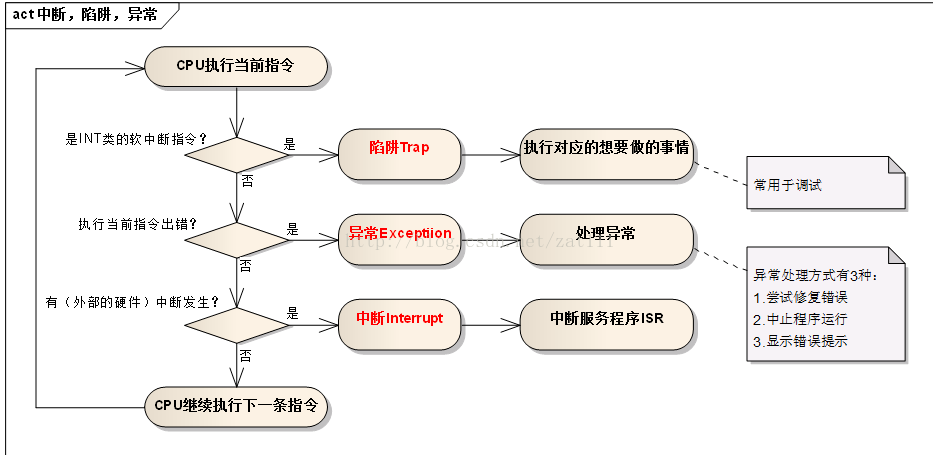 act 中断，陷阱，异常
CPU执行当前指令
是INT类的软中断指令？
是
陷阱Trap
执行对应的想要做的事情
常用于调试
否
执行当前指令出错？
是
异常Exceptiion
处理异常
http://blog.csdn.net/zatiff
异常处理方式有3种：
1.尝试修复错误
2.中止程序运行
3.显示错误提示
否
有（外部的硬件）中断发生？
是
中断Interrupt
中断服务程序ISR
否
CPU继续执行下一条指令